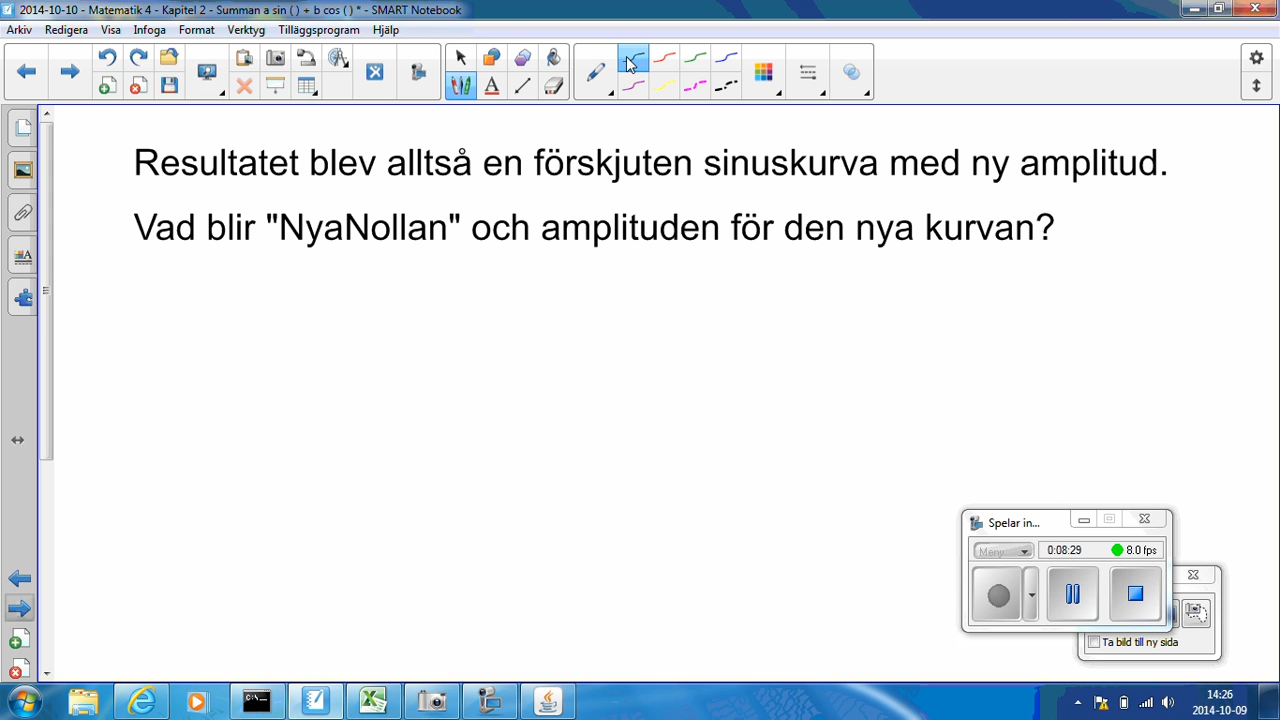 2014-10-10 - Matematik 4 - Kapitel 2 - Summan a sin ( ) + b cos ( ) * - SMART Notebook
Arkiv Redigera Visa Infoga Format Verktyg Tilläggsprogram Hjälp
Resultatet blev alltså en förskjuten sinuskurva med ny amplitud.
Vad blir "NyaNollan" och amplituden för den nya kurvan?
Spelar in...
Meny 0:08:29 8.0 fps
Ta bild till ny sida
14:26
2014-10-09